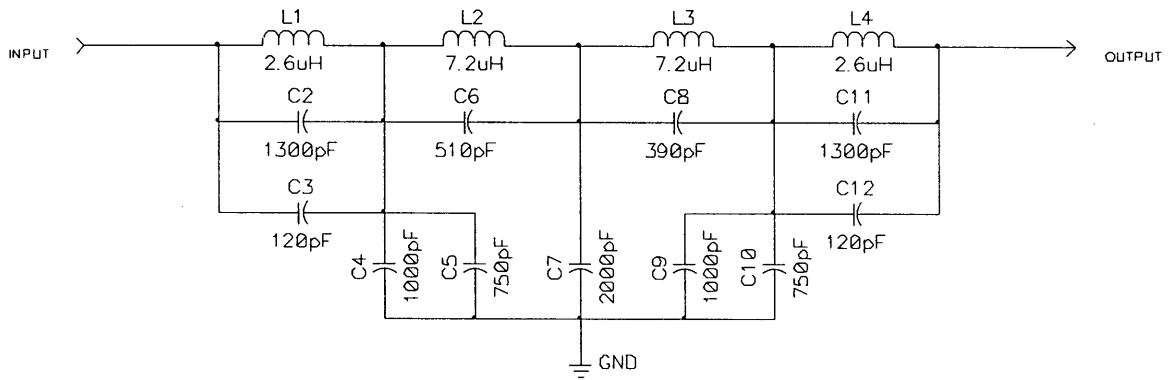 L1
L2
L3
L4
INPUT
2.6uH
7.2uH
7.2uH
2.6uH
OUTPUT
C2
C6
C8
C11
1300pF
510pF
390pF
1300pF
C3
C12
120pF
120pF
C4
1000pF
C5
750pF
C7
2000pF
C9
1000pF
C10
750pF
GND